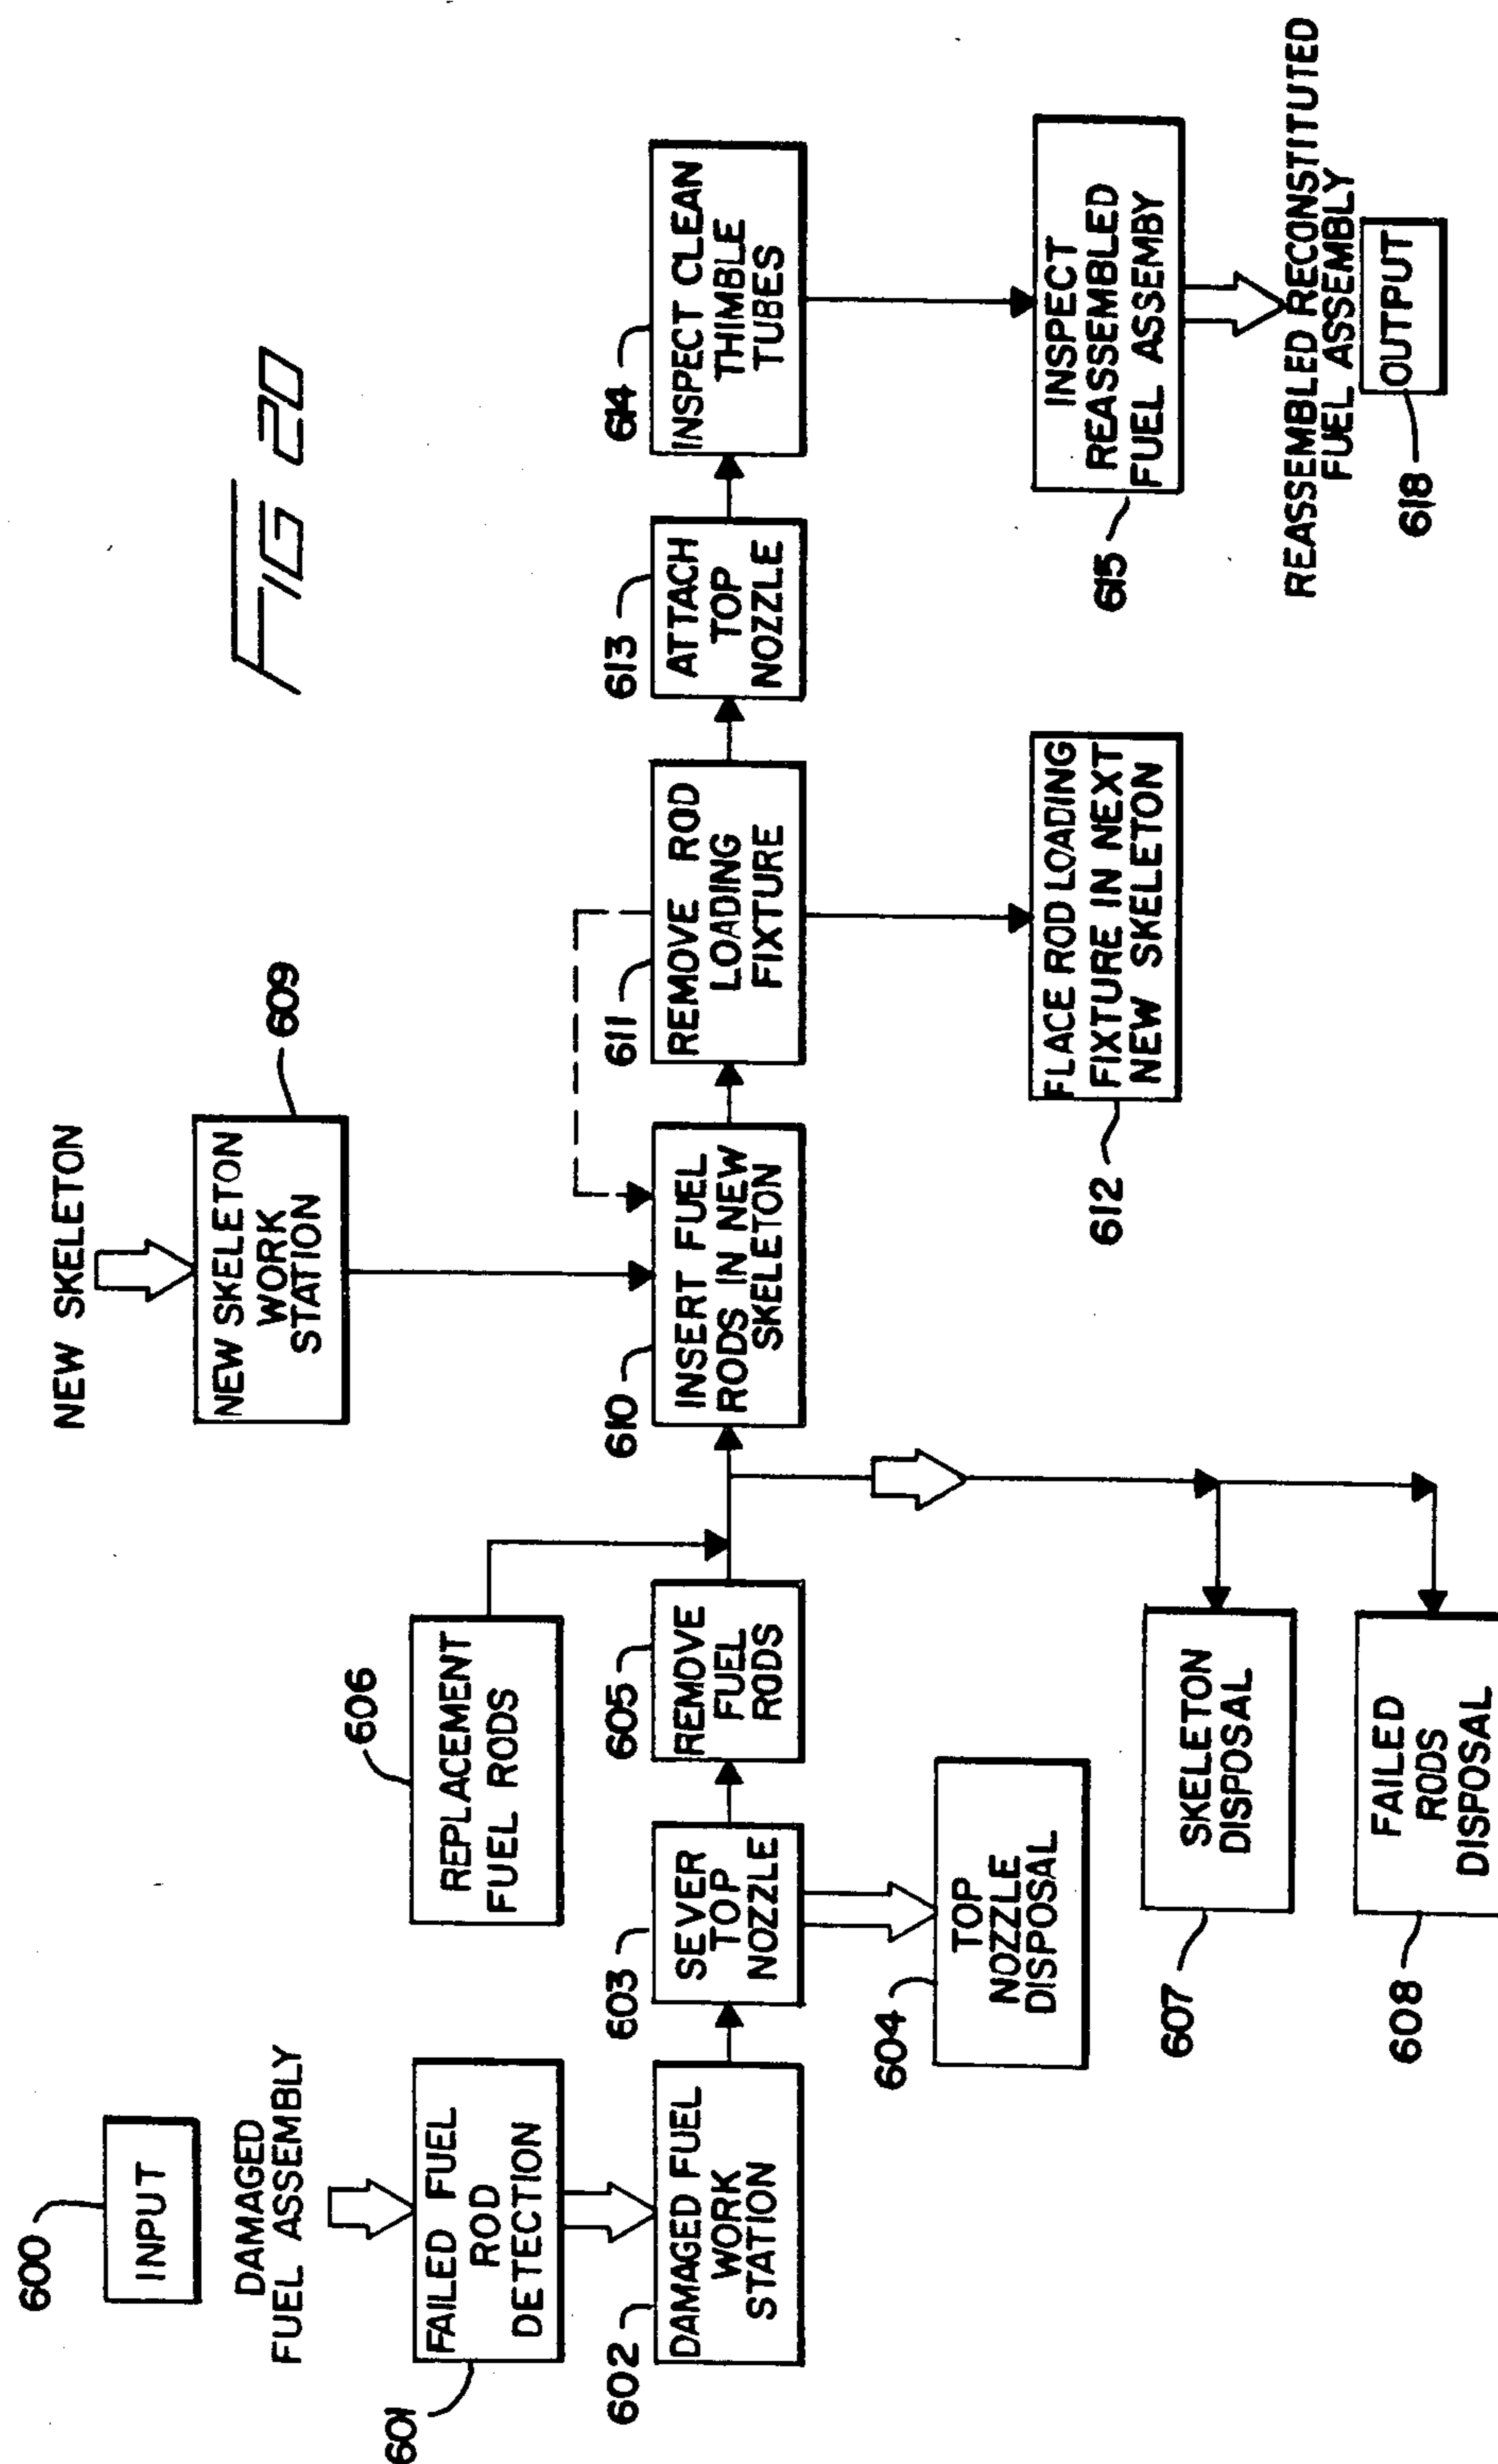 FIG 20
600
INPUT
DAMAGED
FUEL ASSEMBLY
601
FAILED FUEL
ROD
DETECTION
602
DAMAGED FUEL
WORK
STATION
603
SEVER
TOP
NOZZLE
604
TOP
NOZZLE
DISPOSAL
605
REMOVE
FUEL
RODS
606
REPLACEMENT
FUEL RODS
607
SKELETON
DISPOSAL
608
FAILED
RODS
DISPOSAL
NEW SKELETON
609
NEW SKELETON
WORK
STATION
610
INSERT FUEL
RODS IN NEW
SKELETON
611
REMOVE ROD
LOADING
FIXTURE
612
PLACE ROD LOADING
FIXTURE IN NEXT
NEW SKELETON
613
ATTACH
TOP
NOZZLE
614
INSPECT CLEAN
THIMBLE
TUBES
615
INSPECT
REASSEMBLED
FUEL ASSEMBY
REASSEMBLED RECONSTITUTED
FUEL ASSEMBLY
OUTPUT
618